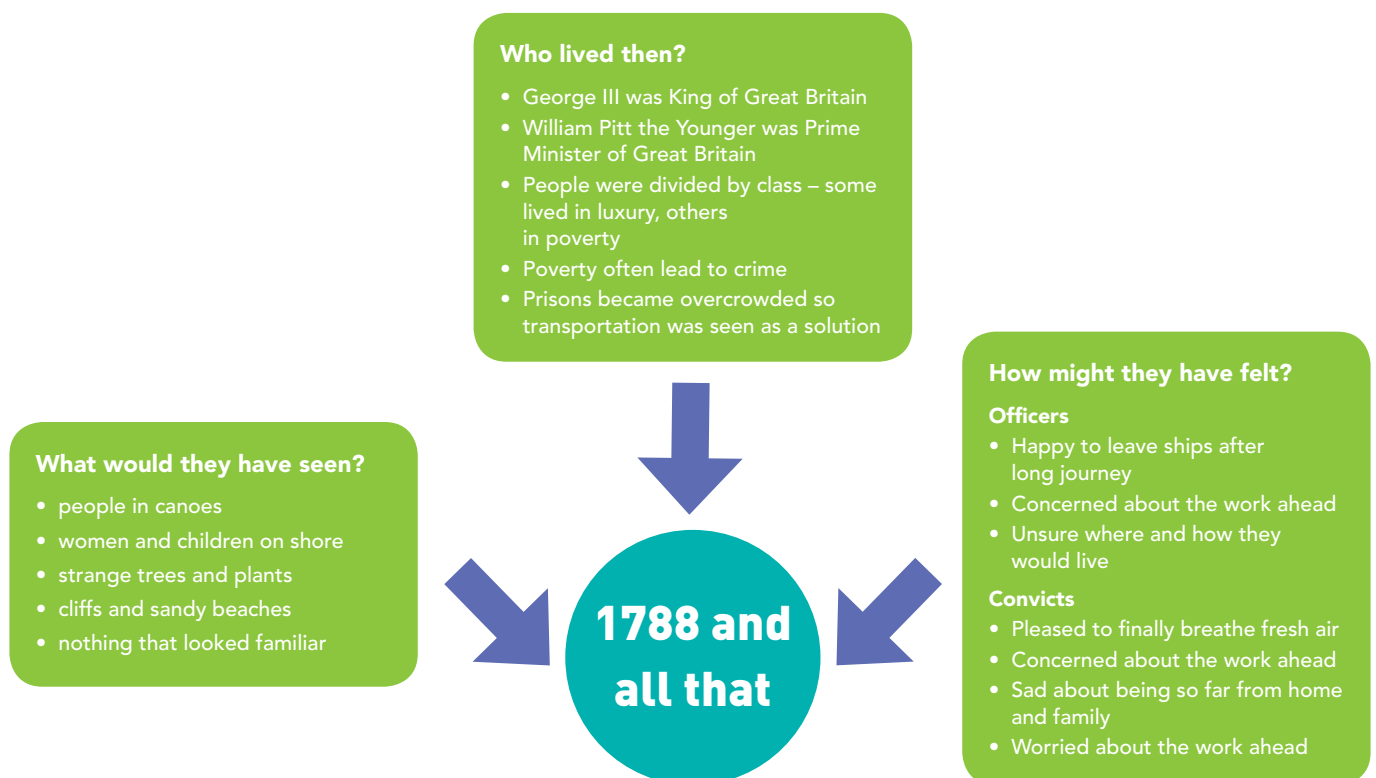 Who lived then?
• George III was King of Great Britain
• William Pitt the Younger was Prime
Minister of Great Britain
• People were divided by class – some
lived in luxury, others
in poverty
• Poverty often lead to crime
• Prisons became overcrowded so
transportation was seen as a solution
What would they have seen?
• people in canoes
• women and children on shore
• strange trees and plants
• cliffs and sandy beaches
• nothing that looked familiar
How might they have felt?
Officers
• Happy to leave ships after
long journey
• Concerned about the work ahead
• Unsure where and how they
would live
Convicts
• Pleased to finally breathe fresh air
• Concerned about the work ahead
• Sad about being so far from home
and family
• Worried about the work ahead
1788 and
all that